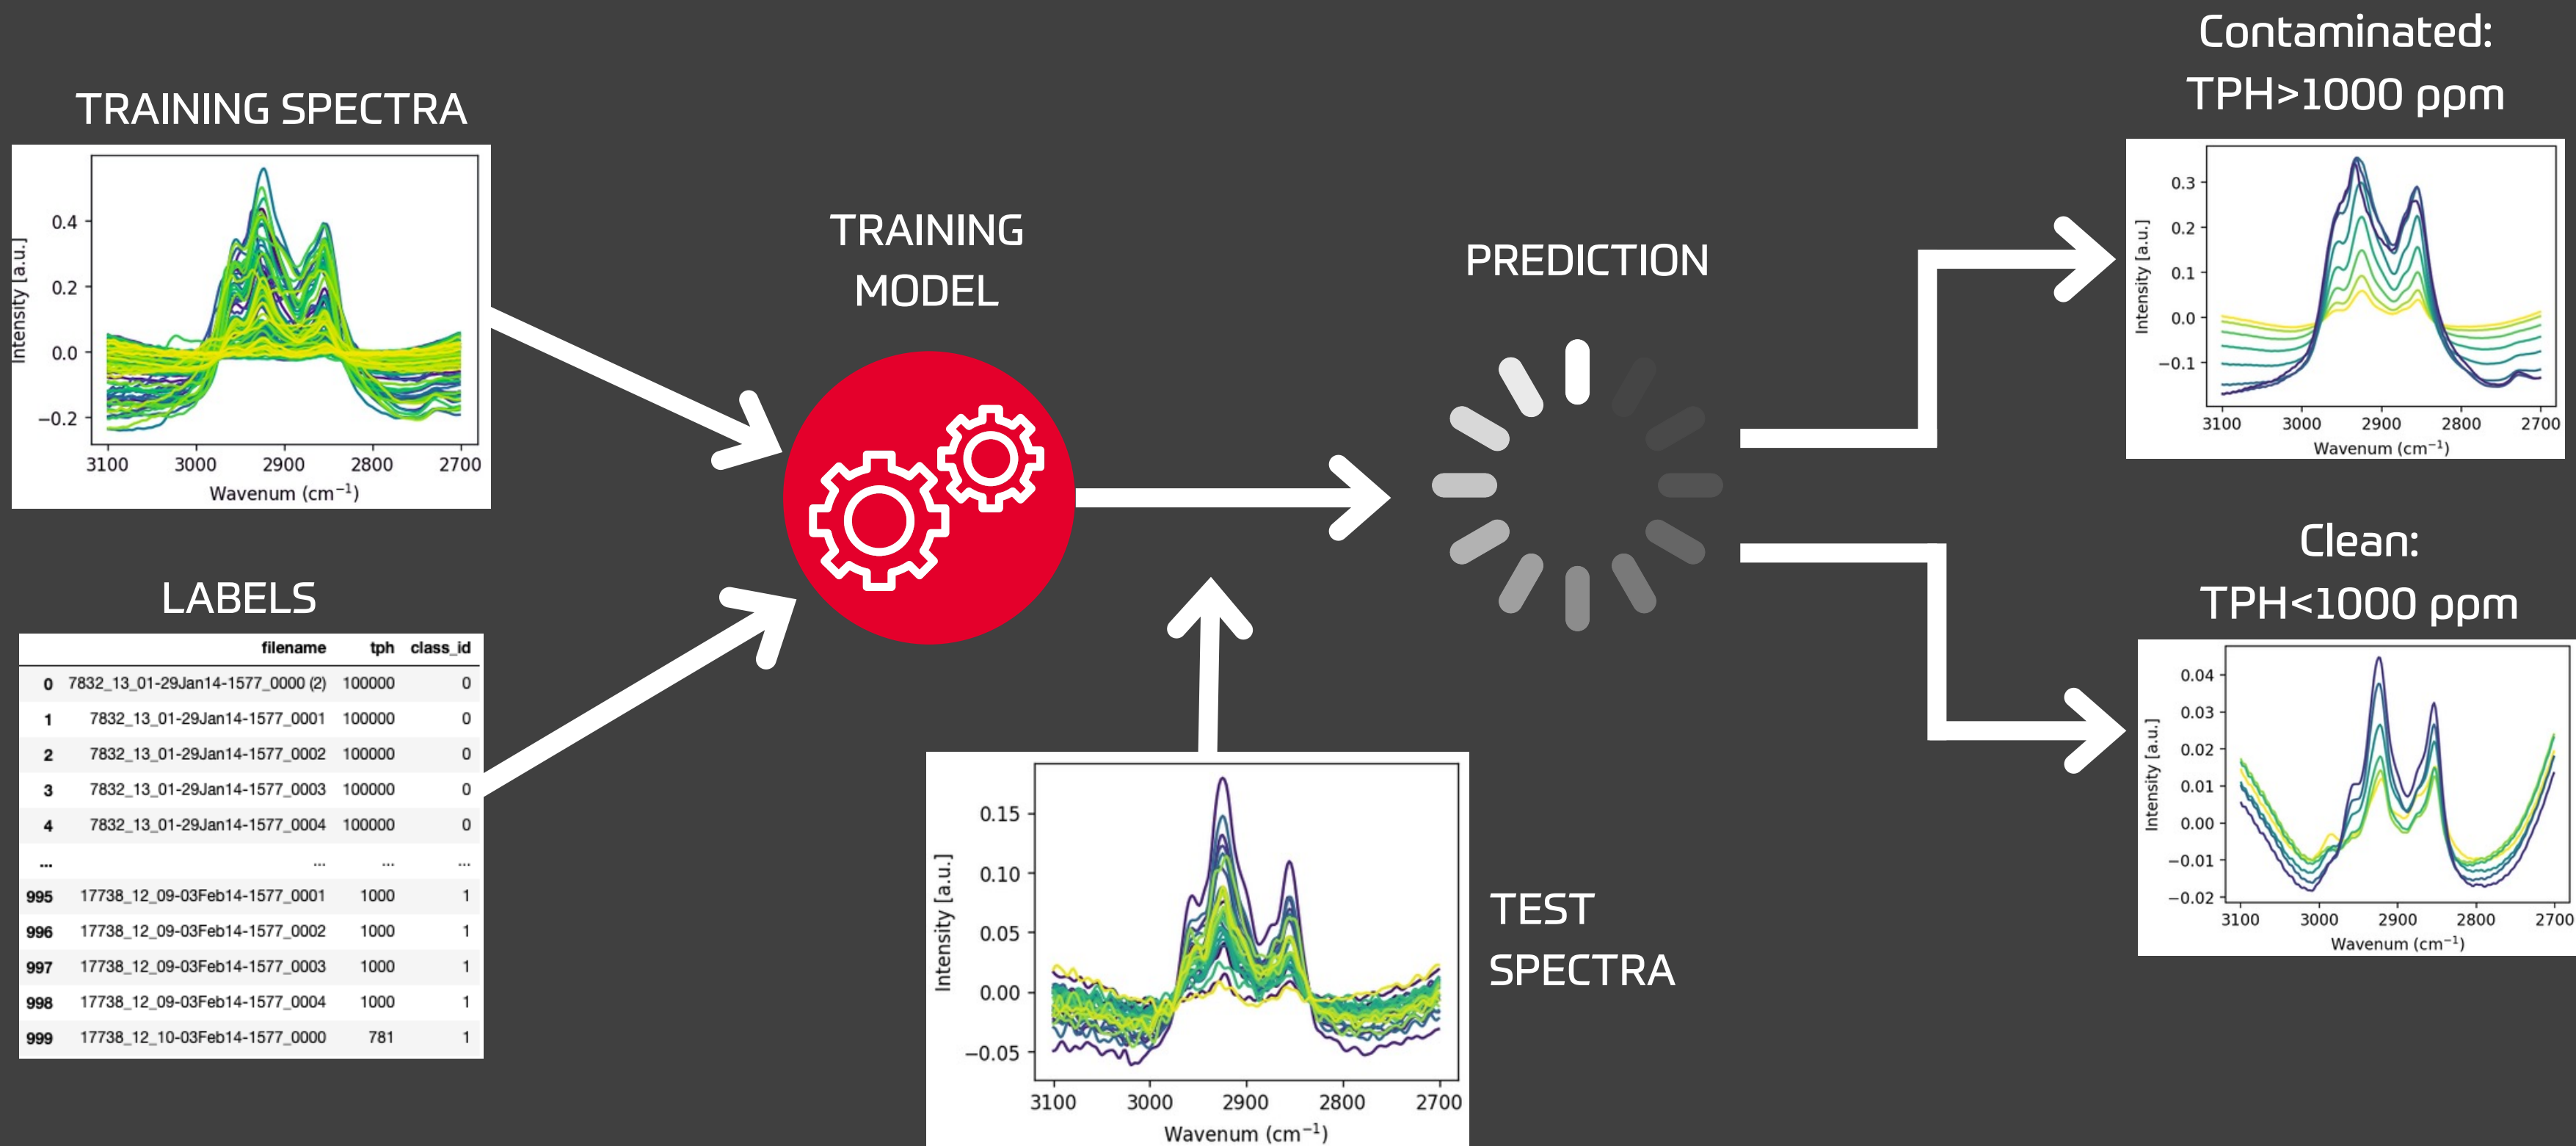 TRAINING SPECTRA
0.4
0.2
0.0
−0.2
Intensity [a.u.]
3100 3000 2900 2800 2700
Wavenum (cm⁻¹)
LABELS
filename tph class_id
0 7832_13_01-29Jan14-1577_0000 (2) 100000 0
1 7832_13_01-29Jan14-1577_0001 100000 0
2 7832_13_01-29Jan14-1577_0002 100000 0
3 7832_13_01-29Jan14-1577_0003 100000 0
4 7832_13_01-29Jan14-1577_0004 100000 0
... ... ... ...
995 17738_12_09-03Feb14-1577_0001 1000 1
996 17738_12_09-03Feb14-1577_0002 1000 1
997 17738_12_09-03Feb14-1577_0003 1000 1
998 17738_12_09-03Feb14-1577_0004 1000 1
999 17738_12_10-03Feb14-1577_0000 781 1
TRAINING
MODEL
PREDICTION
0.15
0.10
0.05
0.00
−0.05
Intensity [a.u.]
3100 3000 2900 2800 2700
Wavenum (cm⁻¹)
TEST
SPECTRA
Contaminated:
TPH>1000 ppm
0.3
0.2
0.1
0.0
−0.1
Intensity [a.u.]
3100 3000 2900 2800 2700
Wavenum (cm⁻¹)
Clean:
TPH<1000 ppm
0.04
0.03
0.02
0.01
0.00
−0.01
−0.02
Intensity [a.u.]
3100 3000 2900 2800 2700
Wavenum (cm⁻¹)